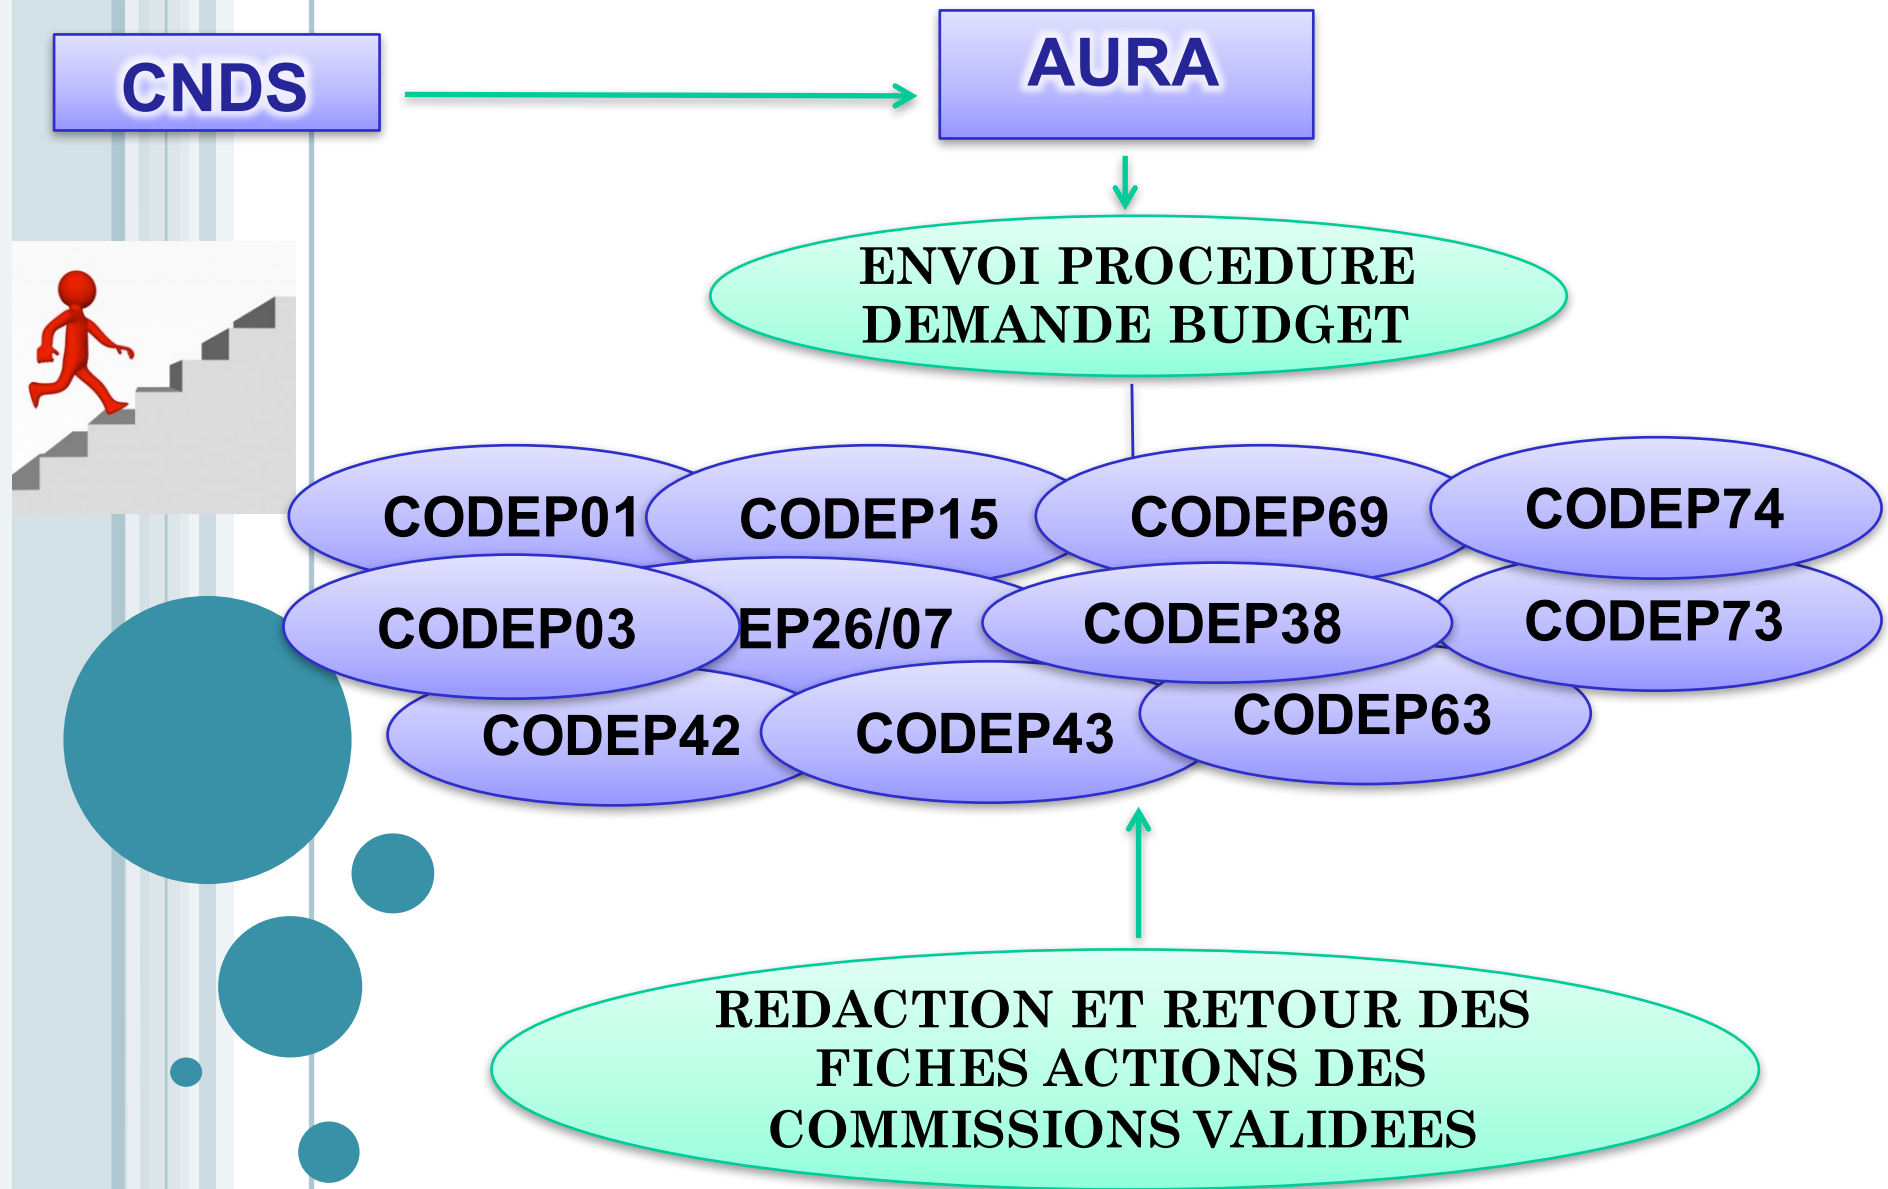 CNDS
AURA
ENVOI PROCEDURE
DEMANDE BUDGET
CODEP01
CODEP15
CODEP69
CODEP74
CODEP03
EP26/07
CODEP38
CODEP73
CODEP42
CODEP43
CODEP63
REDACTION ET RETOUR DES
FICHES ACTIONS DES
COMMISSIONS VALIDEES